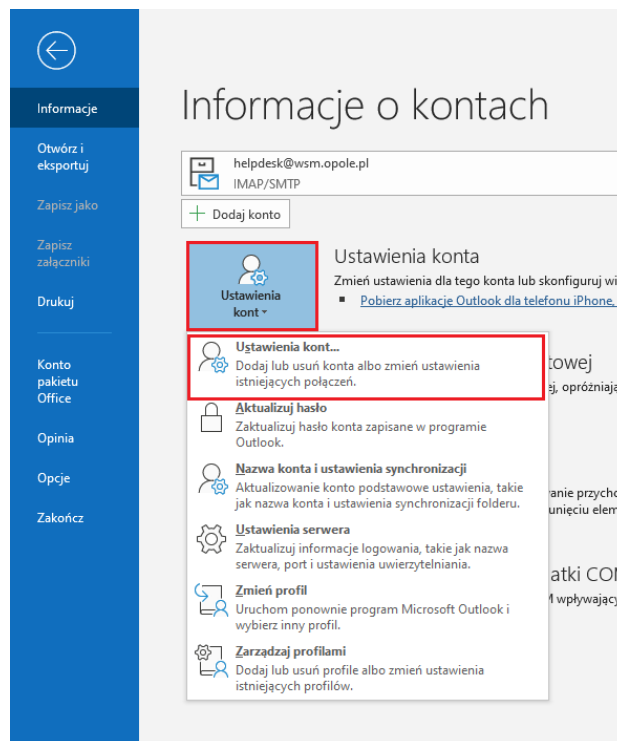 Informacje
Otwórz i
eksportuj
Zapisz jako
Zapisz
załączniki
Drukuj
Konto
pakietu
Office
Opinia
Opcje
Zakończ
Informacje o kontach
helpdesk@wsm.opole.pl
IMAP/SMTP
Dodaj konto
Ustawienia
kont
Ustawienia konta
Zmień ustawienia dla tego konta lub skonfiguruj wi
Pobierz aplikację Outlook dla telefonu iPhone,
Ustawienia kont...
Dodaj lub usuń konta albo zmień ustawienia
istniejących połączeń.
Aktualizuj hasło
Zaktualizuj hasło konta zapisane w programie
Outlook.
Nazwa konta i ustawienia synchronizacji
Aktualizowanie konto podstawowe ustawienia, takie
jak nazwa konta i ustawienia synchronizacji folderu.
Ustawienia serwera
Zaktualizuj informacje logowania, takie jak nazwa
serwera, port i ustawienia uwierzytelniania.
Zmień profil
Uruchom ponownie program Microsoft Outlook i
wybierz inny profil.
Zarządzaj profilami
Dodaj lub usuń profile albo zmień ustawienia
istniejących profilów.
towej
ej, opróżniają
anie przycho
unięciu elem
atki COM
M wpływający